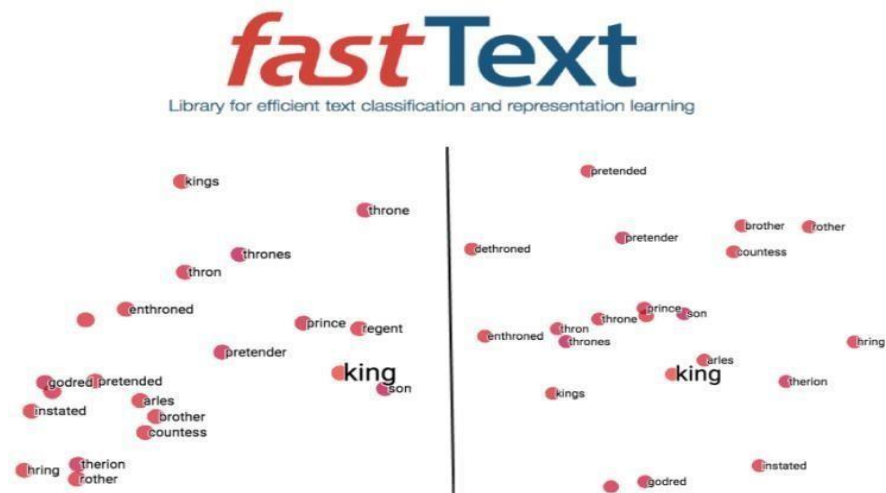 fastText
Library for efficient text classification and representation learning
kings
throne
thrones
thron
enthroned
prince
regent
pretender
king
godred
pretended
son
arles
instated
brother
countess
therion
hring
rother
pretended
brother
rother
pretender
dethroned
countess
prince
son
throne
thron
enthroned
thrones
hring
arles
king
therion
kings
instated
godred